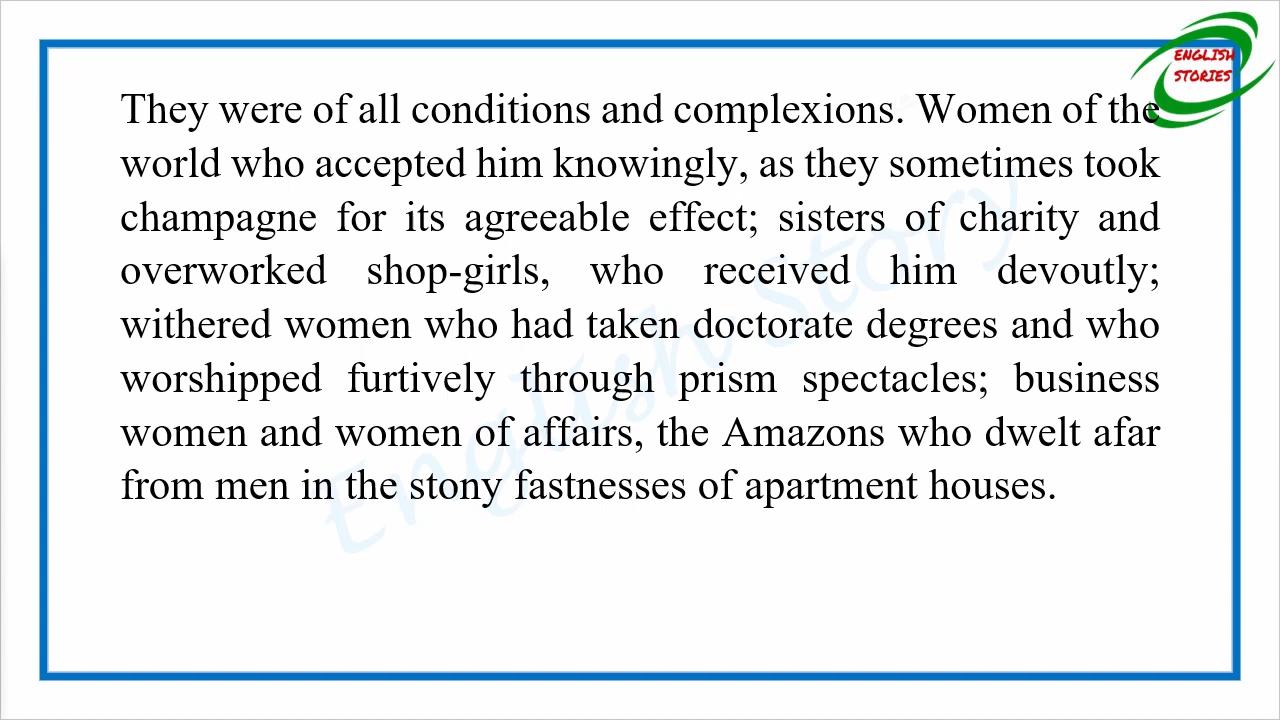 ENGLISH
STORIES
They were of all conditions and complexions. Women of the
world who accepted him knowingly, as they sometimes took
champagne for its agreeable effect; sisters of charity and
overworked shop-girls, who received him devoutly;
withered women who had taken doctorate degrees and who
worshipped furtively through prism spectacles; business
women and women of affairs, the Amazons who dwelt afar
from men in the stony fastnesses of apartment houses.
English Story